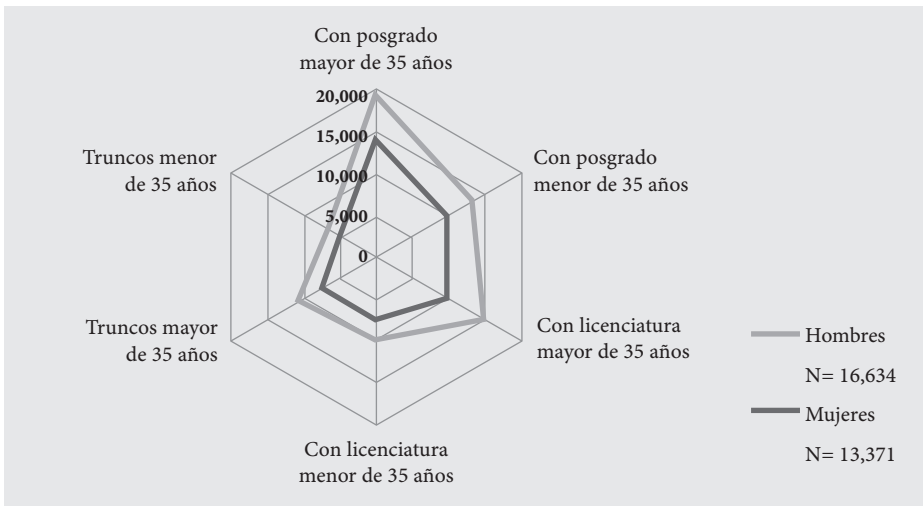 Con posgrado
mayor de 35 años
20,000
15,000
10,000
5,000
0
Con posgrado
menor de 35 años
Con licenciatura
mayor de 35 años
Con licenciatura
menor de 35 años
Truncos mayor
de 35 años
Truncos menor
de 35 años
Hombres
N= 16,634
Mujeres
N= 13,371